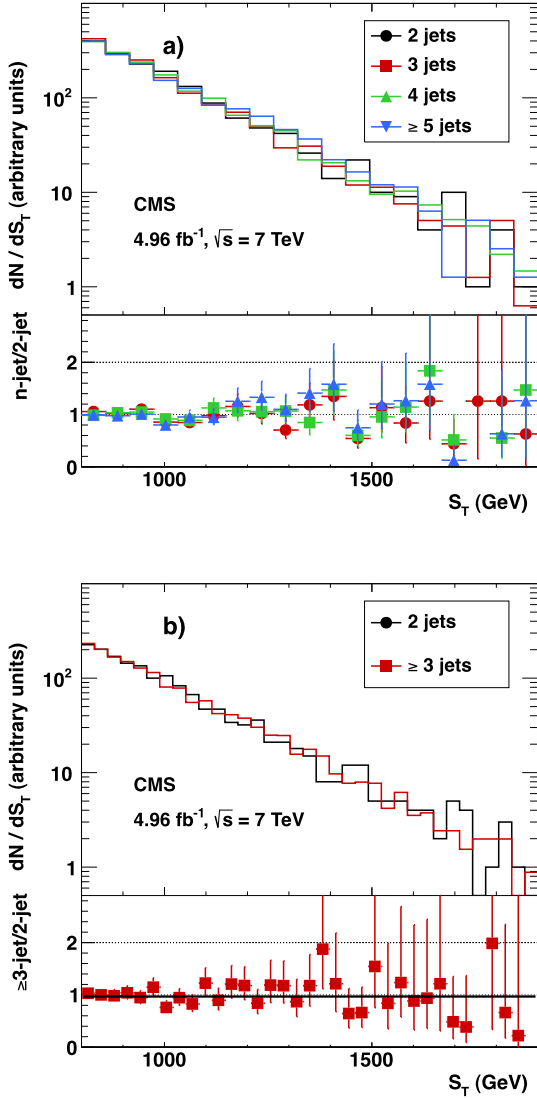 a)
2 jets
3 jets
4 jets
≥ 5 jets
CMS
4.96 fb⁻¹, √s = 7 TeV
dN / dS_T (arbitrary units)
10²
10
1
n-jet/2-jet
2
1
0
1000
1500
S_T (GeV)
b)
2 jets
≥ 3 jets
CMS
4.96 fb⁻¹, √s = 7 TeV
dN / dS_T (arbitrary units)
10²
10
1
≥3-jet/2-jet
2
1
0
1000
1500
S_T (GeV)